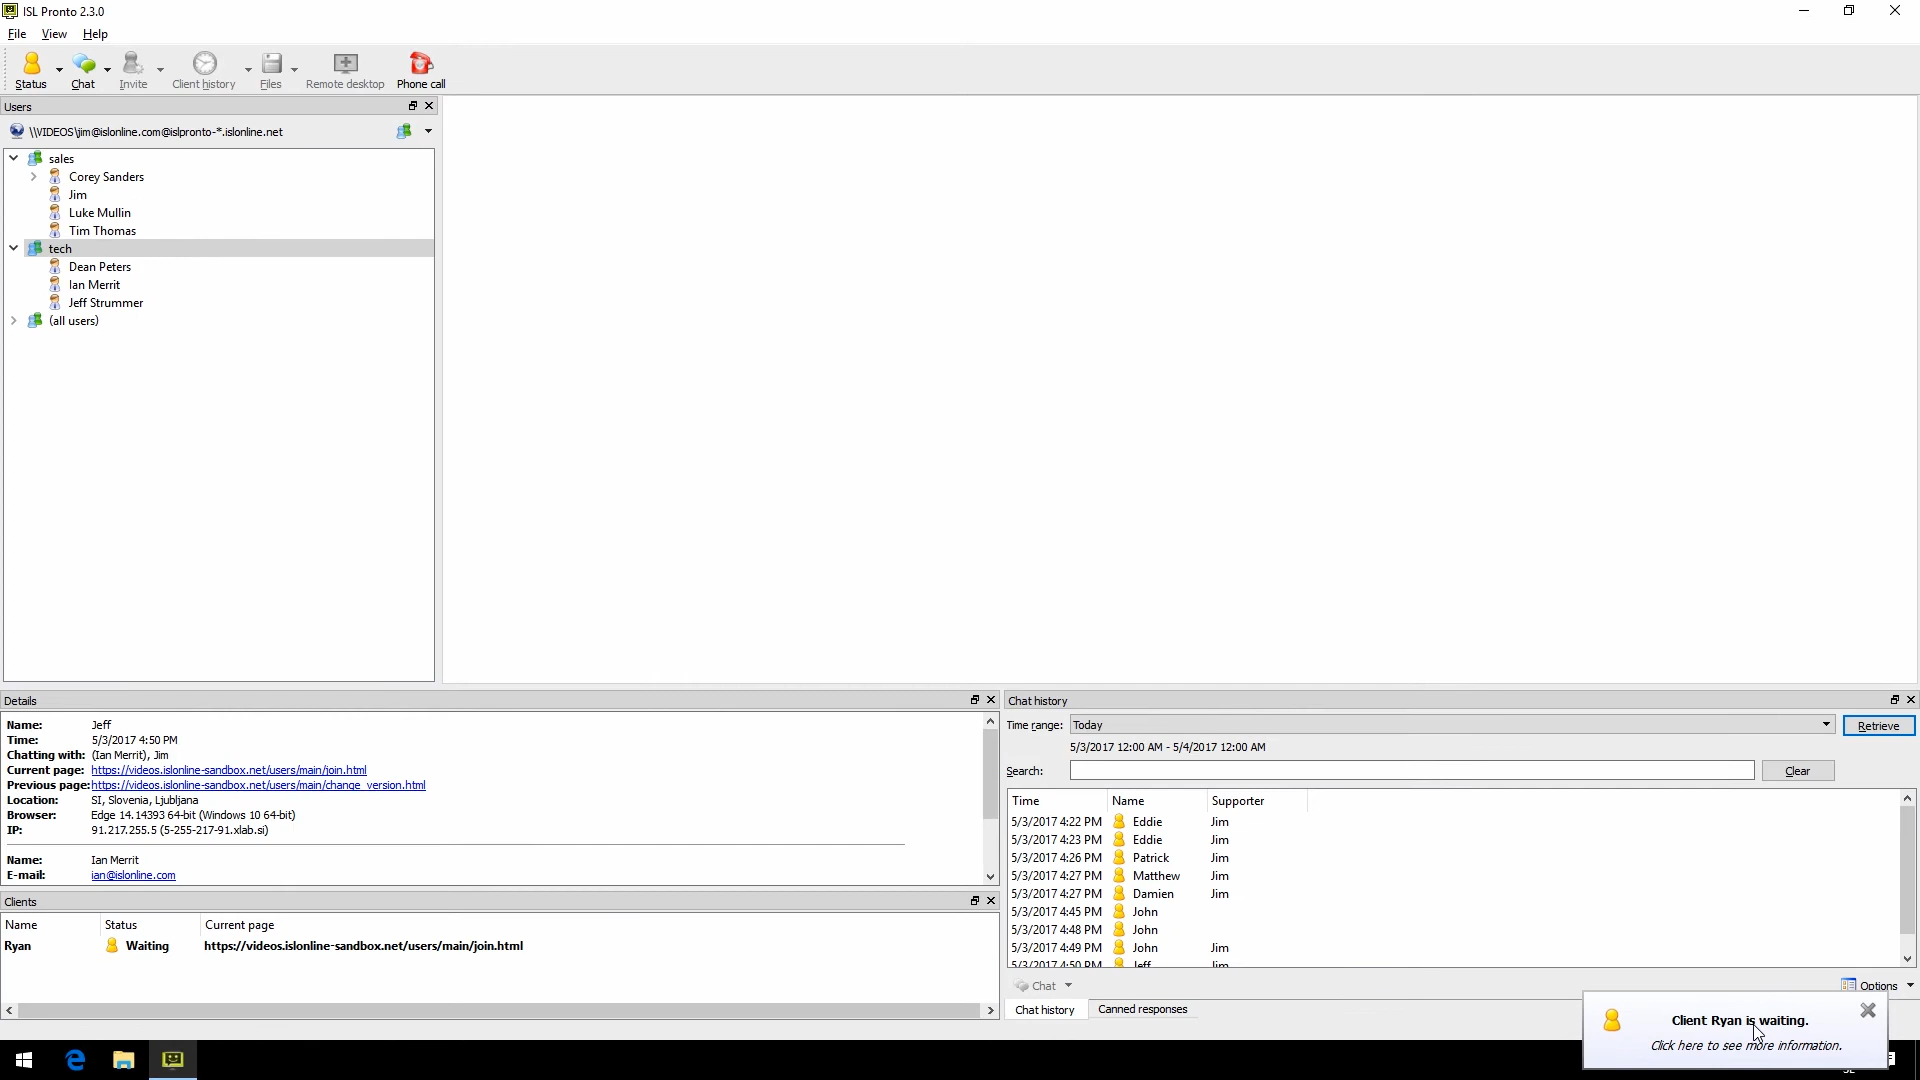 ISL Pronto 2.3.0
File View Help
Status Chat Invite Client history Files Remote desktop Phone call
Users
\\VIDEOS\jim@islonline.com@islpronto-*.islonline.net
sales
Corey Sanders
Jim
Luke Mullin
Tim Thomas
tech
Dean Peters
Ian Merrit
Jeff Strummer
(all users)
Details
Name: Jeff
Time: 5/3/2017 4:50 PM
Chatting with: (Ian Merrit), Jim
Current page: https://videos.islonline-sandbox.net/users/main/join.html
Previous page: https://videos.islonline-sandbox.net/users/main/change_version.html
Location: SI, Slovenia, Ljubljana
Browser: Edge 14.14393 64-bit (Windows 10 64-bit)
IP: 91.217.255.5 (5-255-217-91.xlab.si)
Name: Ian Merrit
E-mail: ian@islonline.com
Clients
Name Status Current page
Ryan Waiting https://videos.islonline-sandbox.net/users/main/join.html
Chat history
Time range: Today Retrieve
5/3/2017 12:00 AM - 5/4/2017 12:00 AM
Search: Clear
Time Name Supporter
5/3/2017 4:22 PM Eddie Jim
5/3/2017 4:23 PM Eddie Jim
5/3/2017 4:26 PM Patrick Jim
5/3/2017 4:27 PM Matthew Jim
5/3/2017 4:27 PM Damien Jim
5/3/2017 4:45 PM John
5/3/2017 4:48 PM John
5/3/2017 4:49 PM John Jim
5/3/2017 4:50 PM Jeff Jim
Chat Options
Chat history Canned responses
Client Ryan is waiting.
Click here to see more information.